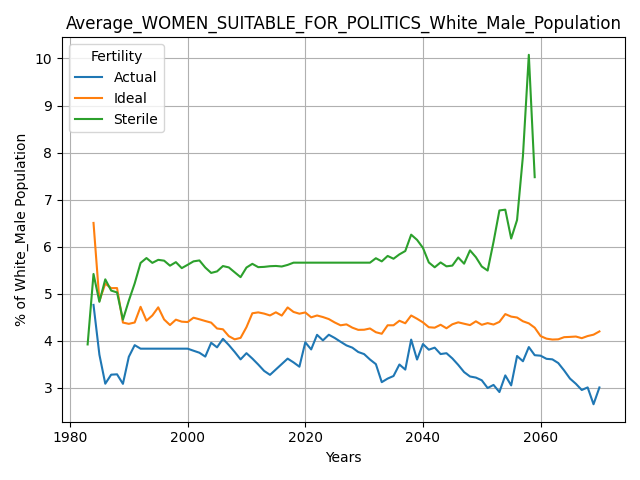 Average_WOMEN_SUITABLE_FOR_POLITICS_White_Male_Population
Fertility
Actual
Ideal
Sterile
% of White_Male Population
10
9
8
7
6
5
4
3
1980
2000
2020
2040
2060
Years